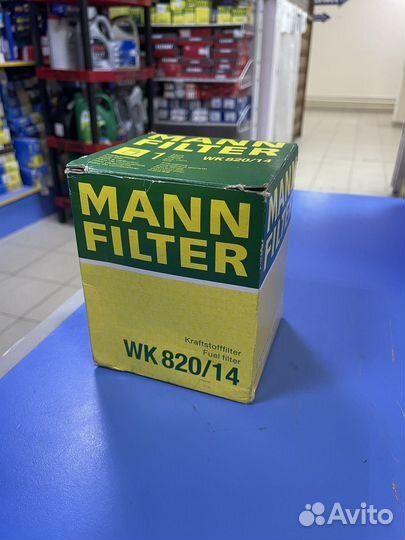 MANN
FILTER
WK 820/14
MANN
FILTER
Kraftstofffilter
Fuel filter
WK 820/14
Avito